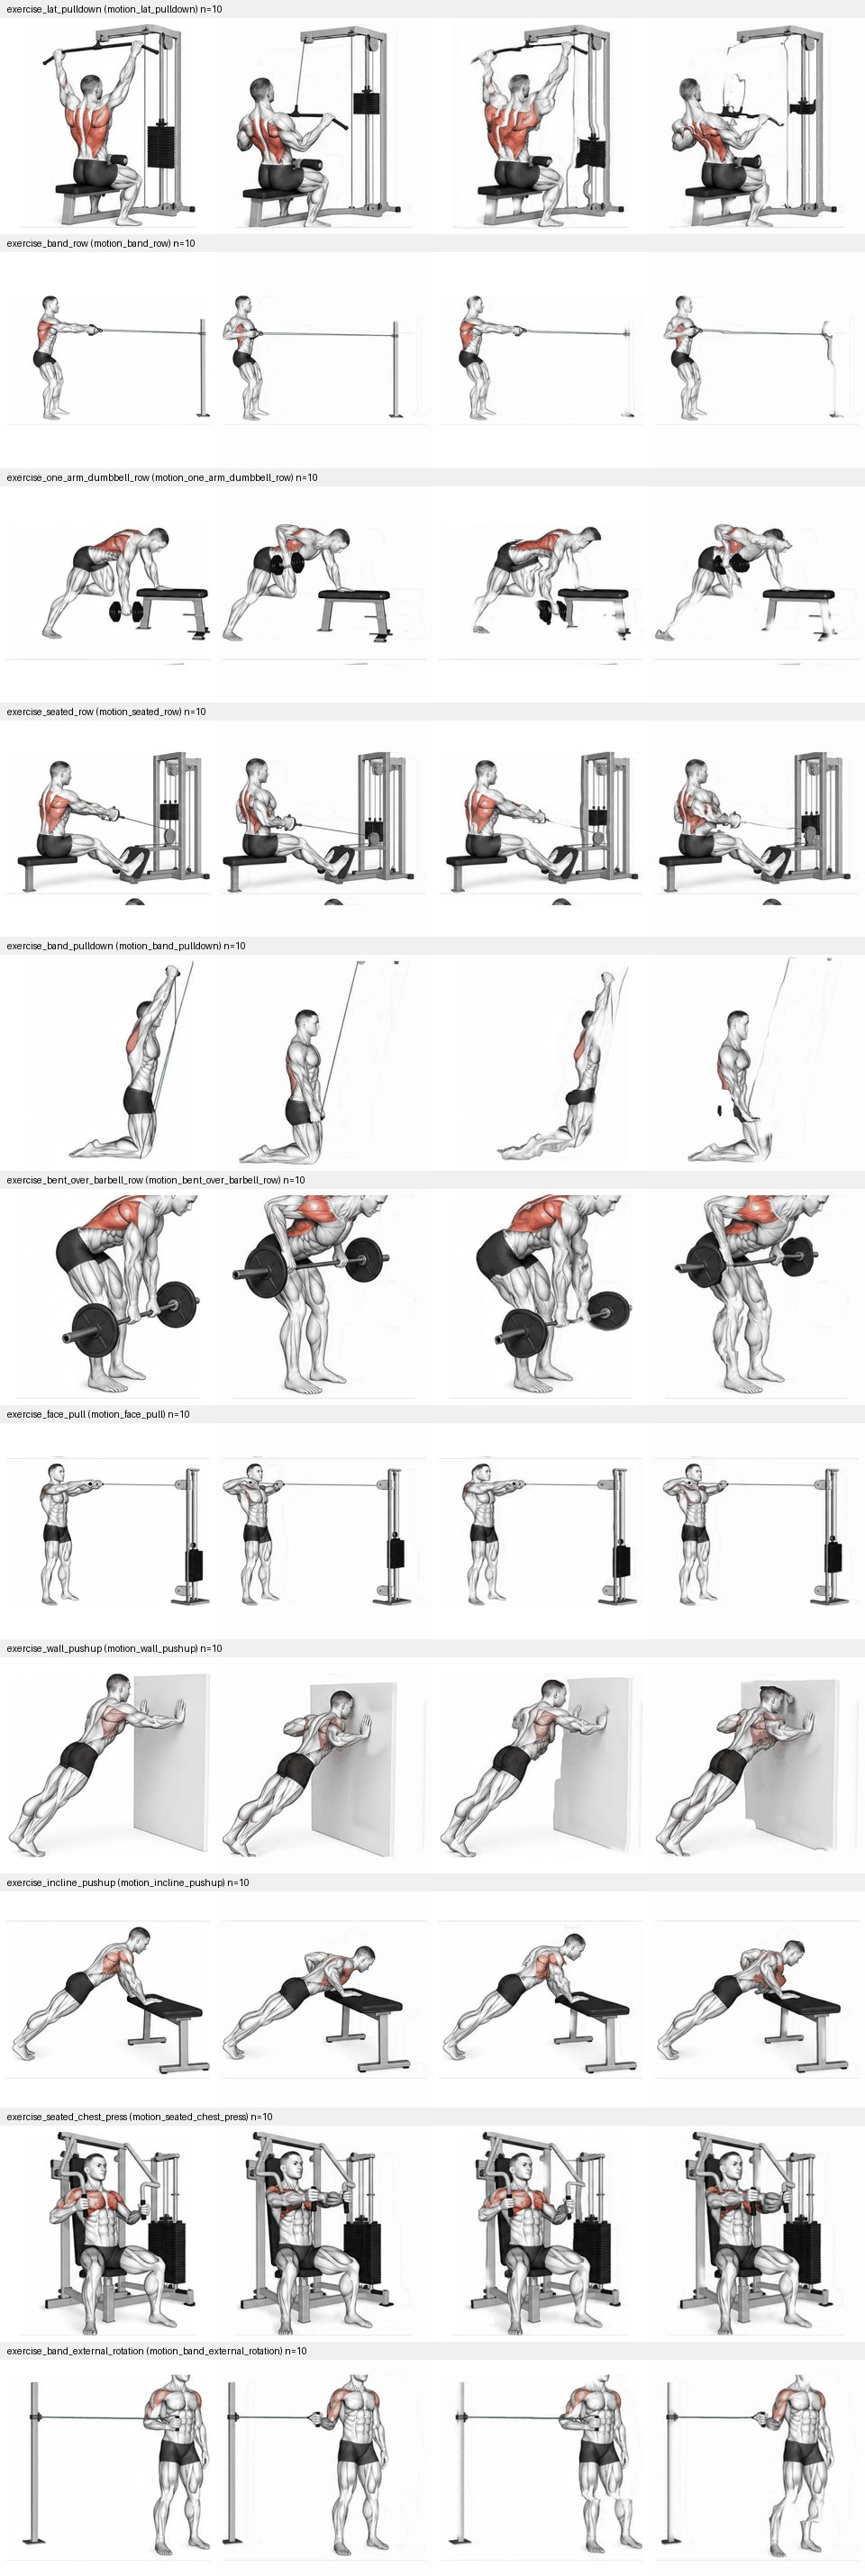 exercise_lat_pulldown (motion_lat_pulldown) n=10
exercise_band_row (motion_band_row) n=10
exercise_one_arm_dumbbell_row (motion_one_arm_dumbbell_row) n=10
exercise_seated_row (motion_seated_row) n=10
exercise_band_pulldown (motion_band_pulldown) n=10
exercise_bent_over_barbell_row (motion_bent_over_barbell_row) n=10
exercise_face_pull (motion_face_pull) n=10
exercise_wall_pushup (motion_wall_pushup) n=10
exercise_incline_pushup (motion_incline_pushup) n=10
exercise_seated_chest_press (motion_seated_chest_press) n=10
exercise_band_external_rotation (motion_band_external_rotation) n=10